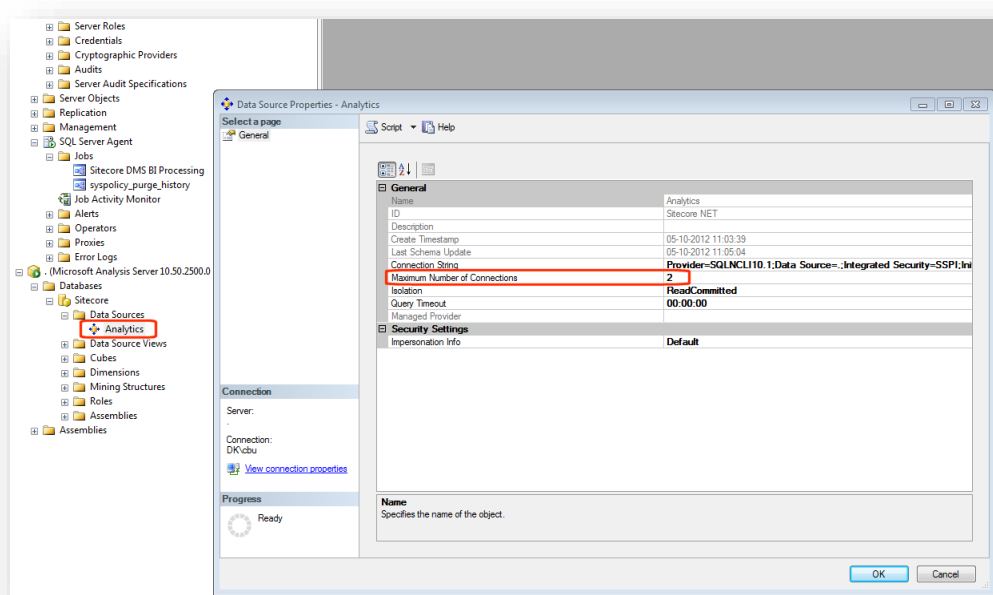 Server Roles
Credentials
Cryptographic Providers
Audits
Server Audit Specifications
Server Objects
Replication
Management
SQL Server Agent
Jobs
Sitecore DMS BI Processing
syspolicy_purge_history
Job Activity Monitor
Alerts
Operators
Proxies
Error Logs
. (Microsoft Analysis Server 10.50.2500.0
Databases
Sitecore
Data Sources
Analytics
Data Source Views
Cubes
Dimensions
Mining Structures
Roles
Assemblies
Assemblies
Data Source Properties - Analytics
Select a page
General
Script Help
General
Name Analytics
ID Sitecore NET
Description
Create Timestamp 05-10-2012 11:03:39
Last Schema Update 05-10-2012 11:05:04
Connection String Provider=SQLNCLI10.1;Data Source=.;Integrated Security=SSPI;Ini
Maximum Number of Connections 2
Isolation ReadCommitted
Query Timeout 00:00:00
Managed Provider
Security Settings
Impersonation Info Default
Connection
Server:
.
Connection:
DK\cbu
View connection properties
Progress
Ready
Name
Specifies the name of the object.
OK Cancel